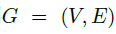 G = (V, E)